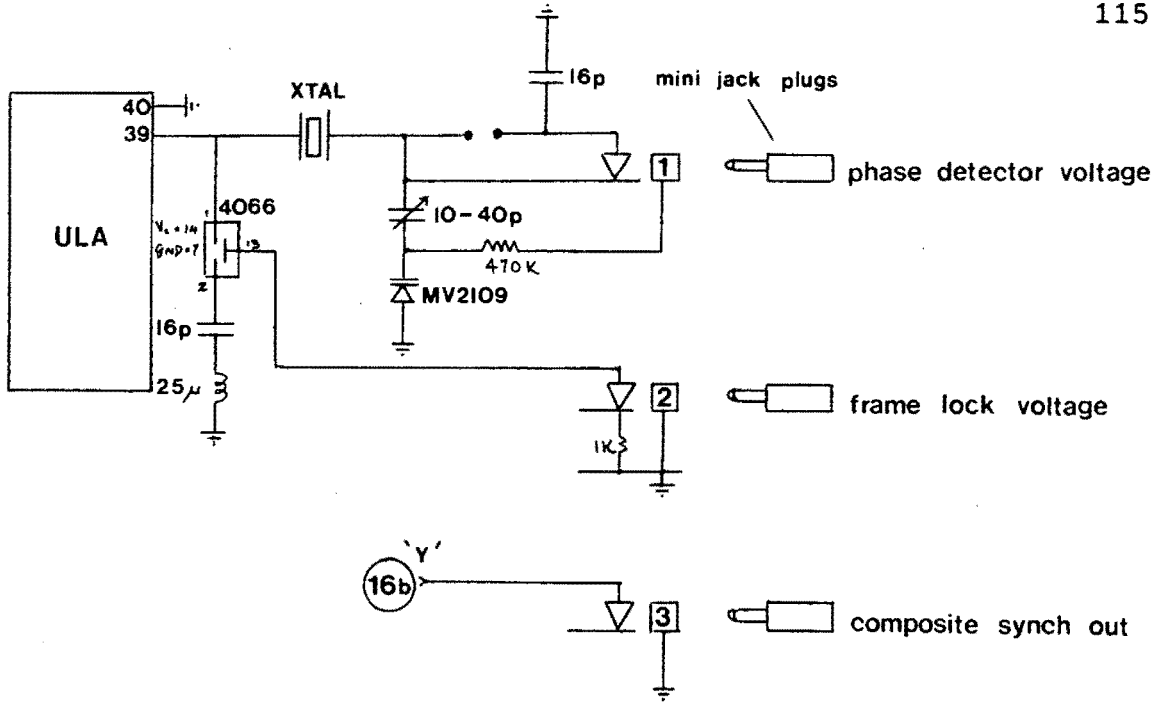 115
16p
mini jack plugs
XTAL
40
39
1
phase detector voltage
1
4066
10-40p
Vc = 14
GND=7
13
ULA
470K
2
MV2109
16p
25μ
2
frame lock voltage
1K
'Y'
16b
3
composite synch out